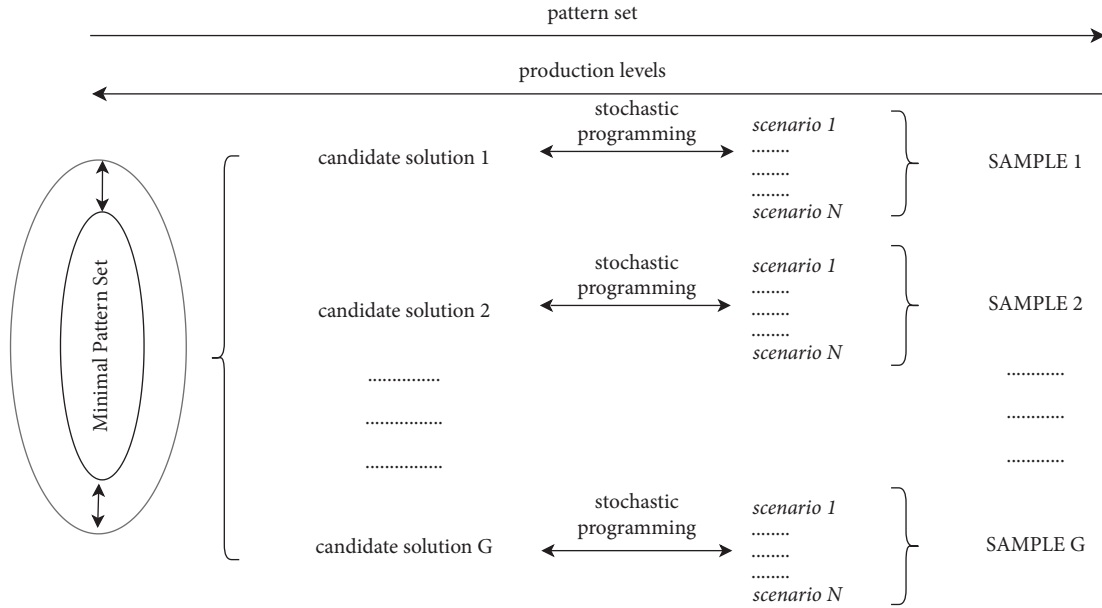 pattern set
production levels
Minimal Pattern Set
candidate solution 1
stochastic
programming
scenario 1
........
........
........
scenario N
SAMPLE 1
candidate solution 2
stochastic
programming
scenario 1
........
........
........
scenario N
SAMPLE 2
...............
................
................
............
............
............
candidate solution G
stochastic
programming
scenario 1
........
........
........
scenario N
SAMPLE G